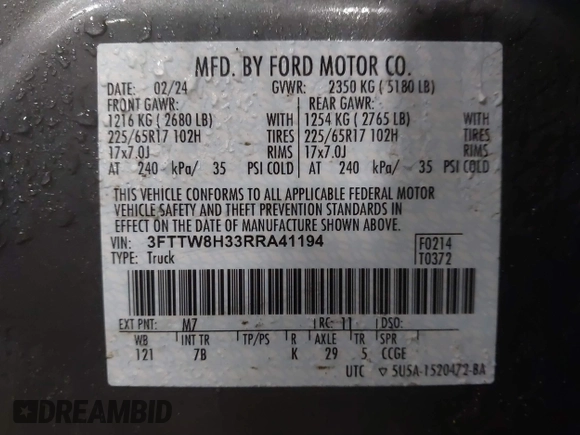 MFD. BY FORD MOTOR CO.
DATE: 02/24 GVWR: 2350 KG ( 5180 LB)
FRONT GAWR: REAR GAWR:
1216 KG ( 2680 LB) WITH 1254 KG ( 2765 LB) WITH
225/65R17 102H TIRES 225/65R17 102H TIRES
17x7.0J RIMS 17x7.0J RIMS
AT 240 kPa/ 35 PSI COLD AT 240 kPa/ 35 PSI COLD
THIS VEHICLE CONFORMS TO ALL APPLICABLE FEDERAL MOTOR
VEHICLE SAFETY AND THEFT PREVENTION STANDARDS IN
EFFECT ON THE DATE OF MANUFACTURE SHOWN ABOVE.
VIN: 3FTTW8H33RRA41194 F0214
TYPE: Truck T0372
EXT PNT: M7 RC: 11 DSO:
WB INT TR TP/PS R AXLE TR SPR
121 7B K 29 5 CCGE
UTC ▽ 5U5A-1520472-BA
DREAMBID